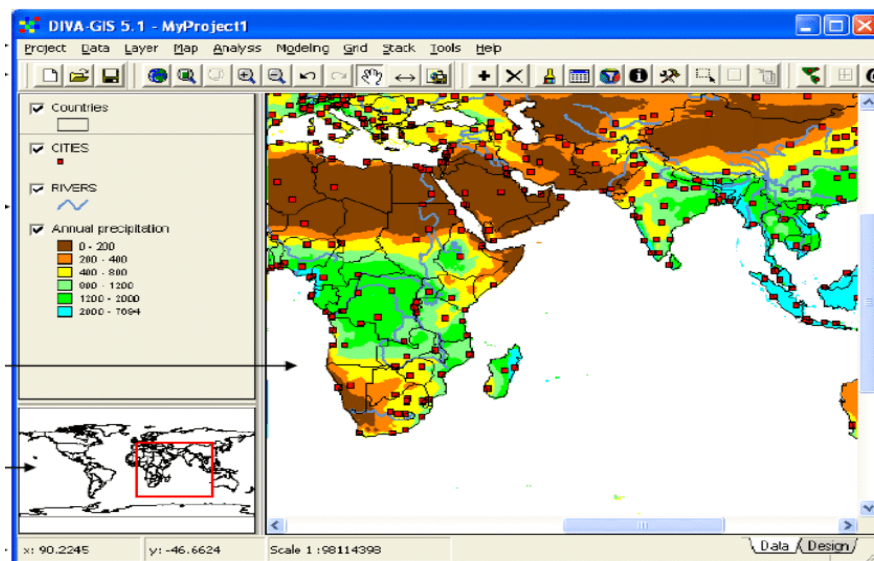 DIVA-GIS 5.1 - MyProject1
Project Data Layer Map Analysis Modeling Grid Stack Tools Help
Countries
CITIES
RIVERS
Annual precipitation
0 - 200
200 - 400
400 - 800
800 - 1200
1200 - 2000
2000 - 7694
x: 90.2245 y: -46.6624 Scale 1 :98114398 Data Design